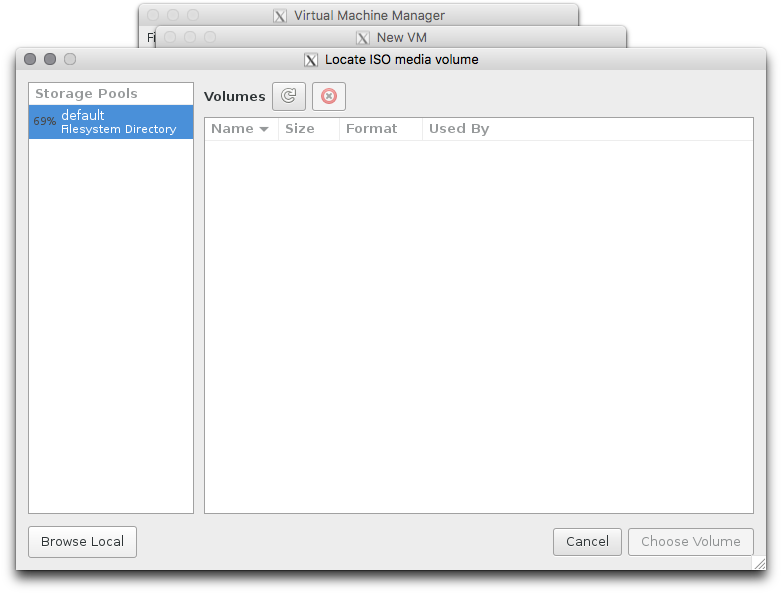 Virtual Machine Manager
New VM
Locate ISO media volume
Storage Pools
69% default
Filesystem Directory
Volumes
Name Size Format Used By
Browse Local
Cancel
Choose Volume